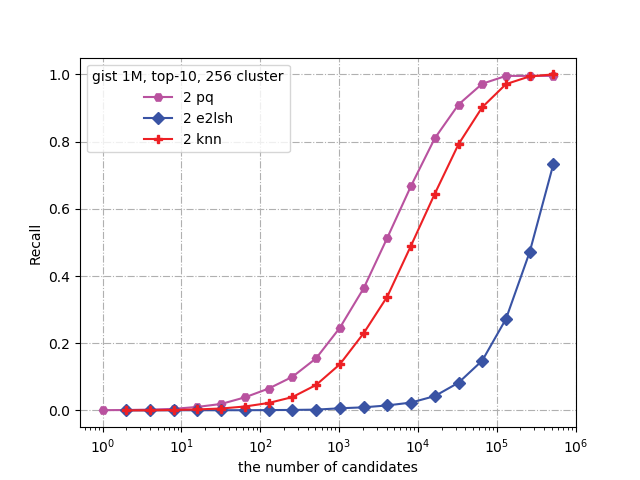 gist 1M, top-10, 256 cluster
2 pq
2 e2lsh
2 knn
Recall
1.0
0.8
0.6
0.4
0.2
0.0
10⁰ 10¹ 10² 10³ 10⁴ 10⁵ 10⁶
the number of candidates